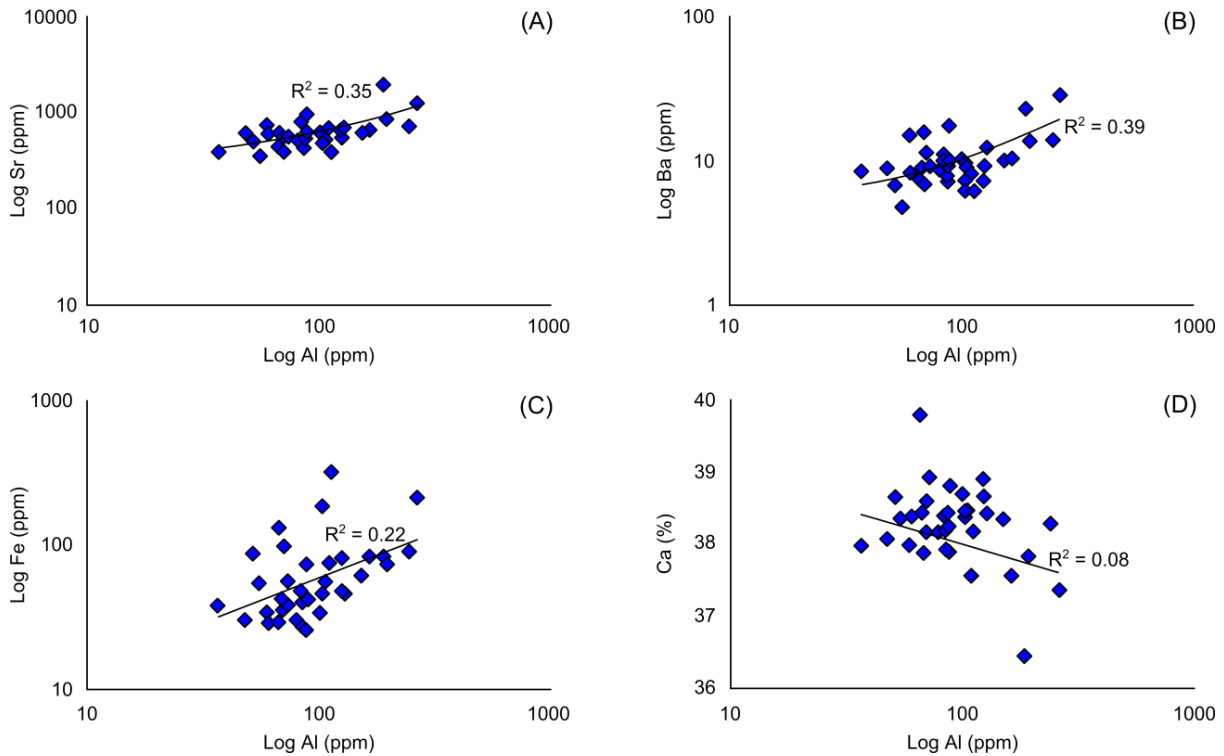 10000
(A)
1000
100
10
R² = 0.35
Log Sr (ppm)
10
100
1000
Log Al (ppm)
100
(B)
10
1
R² = 0.39
Log Ba (ppm)
10
100
1000
Log Al (ppm)
1000
(C)
100
10
R² = 0.22
Log Fe (ppm)
10
100
1000
Log Al (ppm)
40
(D)
39
38
37
36
R² = 0.08
Ca (%)
10
100
1000
Log Al (ppm)